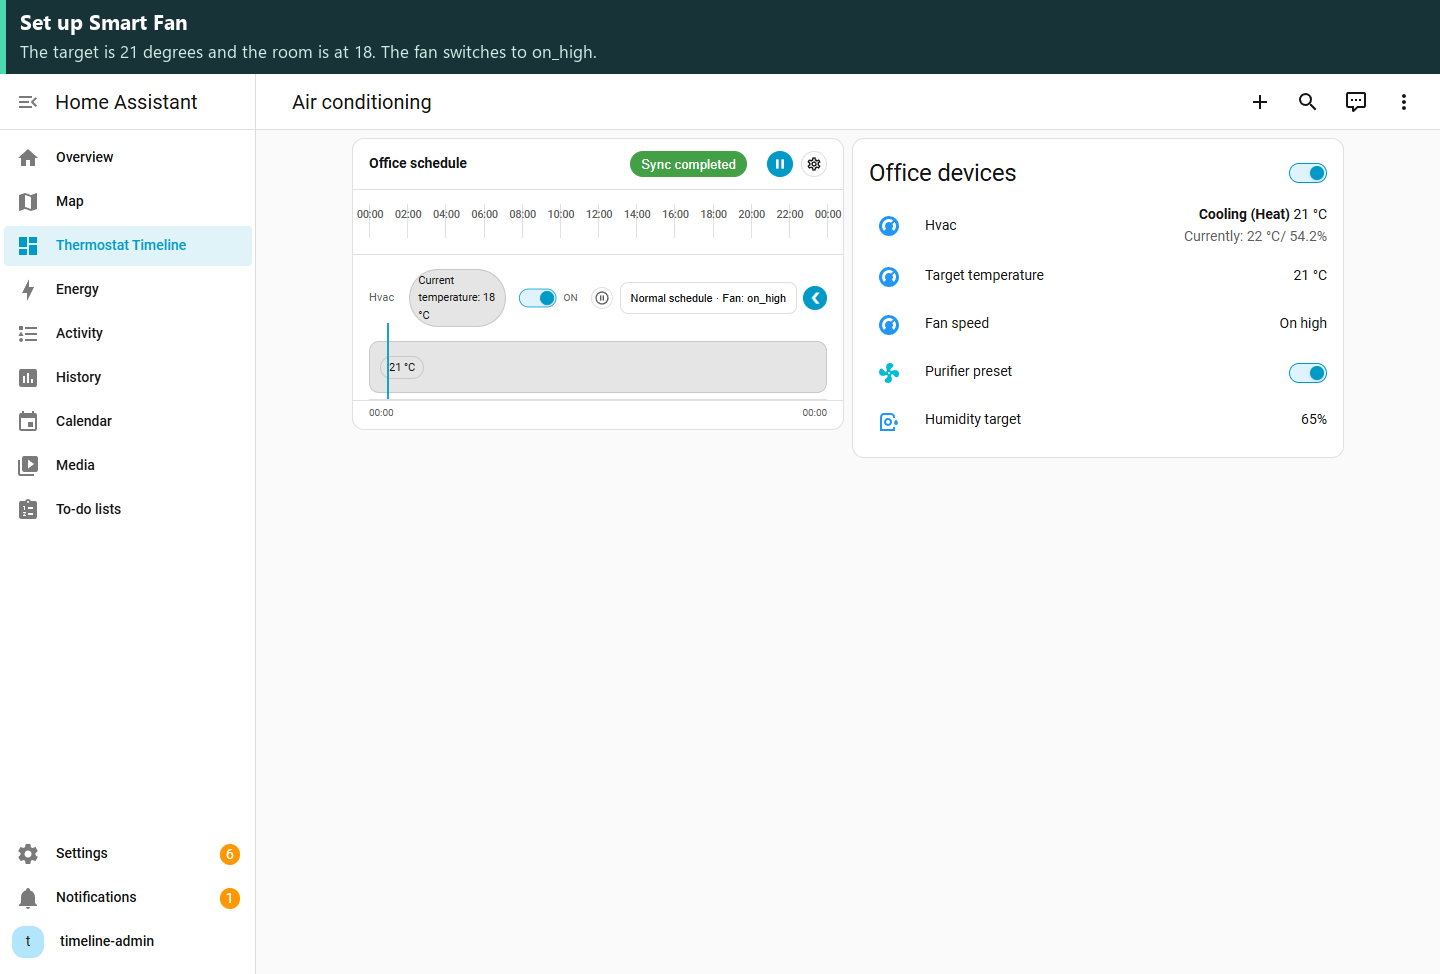 Set up Smart Fan
The target is 21 degrees and the room is at 18. The fan switches to on_high.
Home Assistant
Air conditioning
Overview
Map
Thermostat Timeline
Energy
Activity
History
Calendar
Media
To-do lists
Settings
6
Notifications
1
t
timeline-admin
Office schedule
Sync completed
00:00 02:00 04:00 06:00 08:00 10:00 12:00 14:00 16:00 18:00 20:00 22:00 00:00
Hvac
Current
temperature: 18
°C
ON
Normal schedule · Fan: on_high
21 °C
00:00
00:00
Office devices
Hvac
Cooling (Heat) 21 °C
Currently: 22 °C/ 54.2%
Target temperature
21 °C
Fan speed
On high
Purifier preset
Humidity target
65%